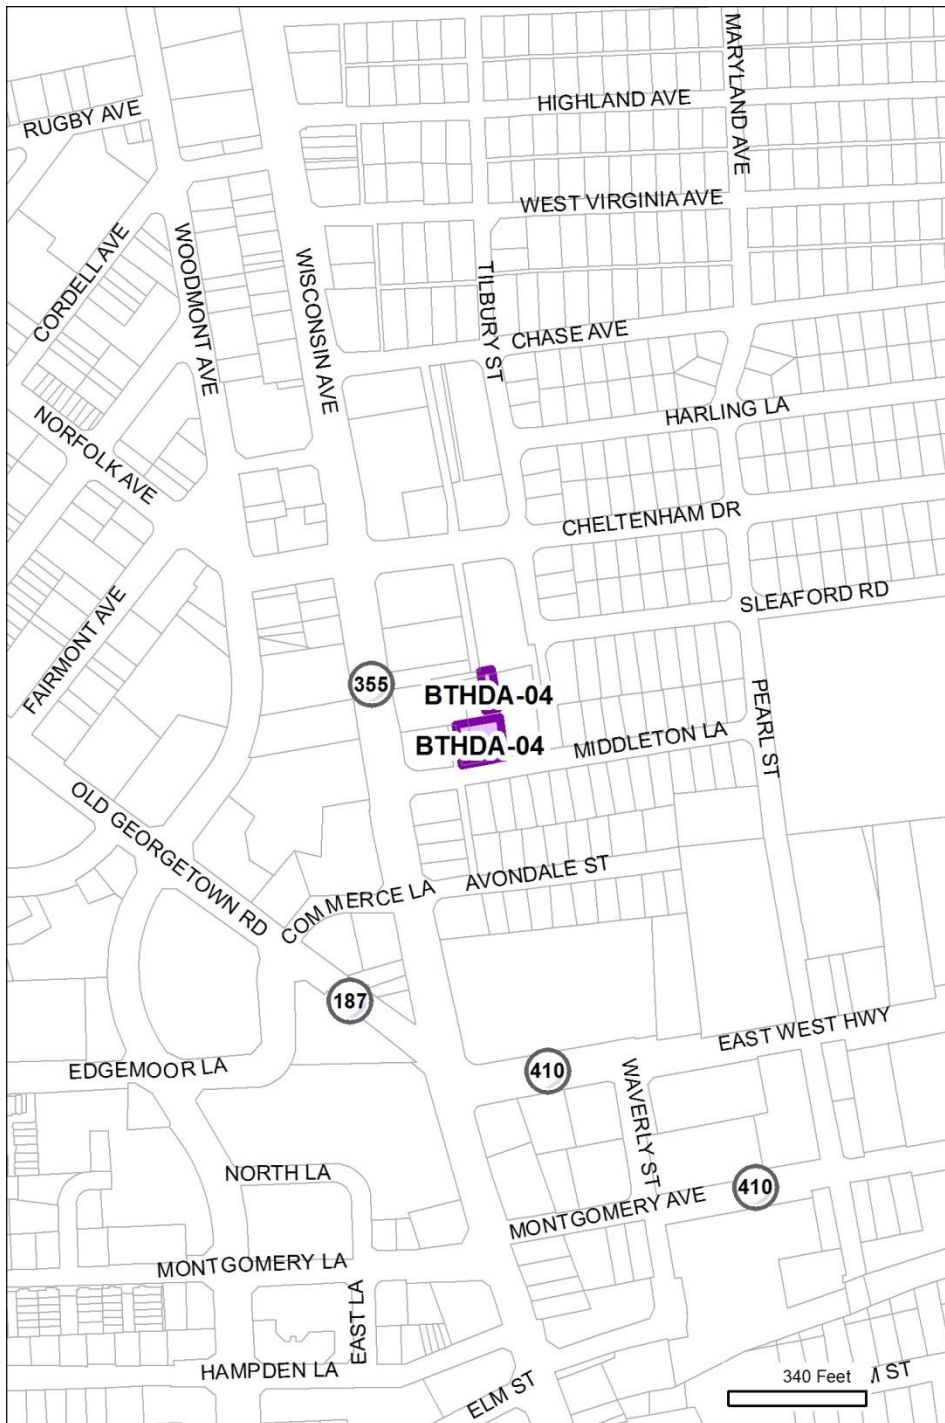 MARYLAND AVE
HIGHLAND AVE
RUGBY AVE
WEST VIRGINIA AVE
CORDELL AVE
WOODMONT AVE
WISCONSIN AVE
TILBURY ST
CHASE AVE
HARLING LA
NORFOLK AVE
CHELTENHAM DR
SLEAFORD RD
FAIRMONT AVE
355
BTHDA-04
BTHDA-04
PEARL ST
MIDDLETON LA
OLD GEORGETOWN RD
AVONDALE ST
COMMERCE LA
187
EAST WEST HWY
EDGEMOOR LA
410
WAVERLY ST
NORTH LA
410
MONTGOMERY AVE
MONTGOMERY LA
EAST LA
HAMPDEN LA
340 Feet
ELM ST
M ST